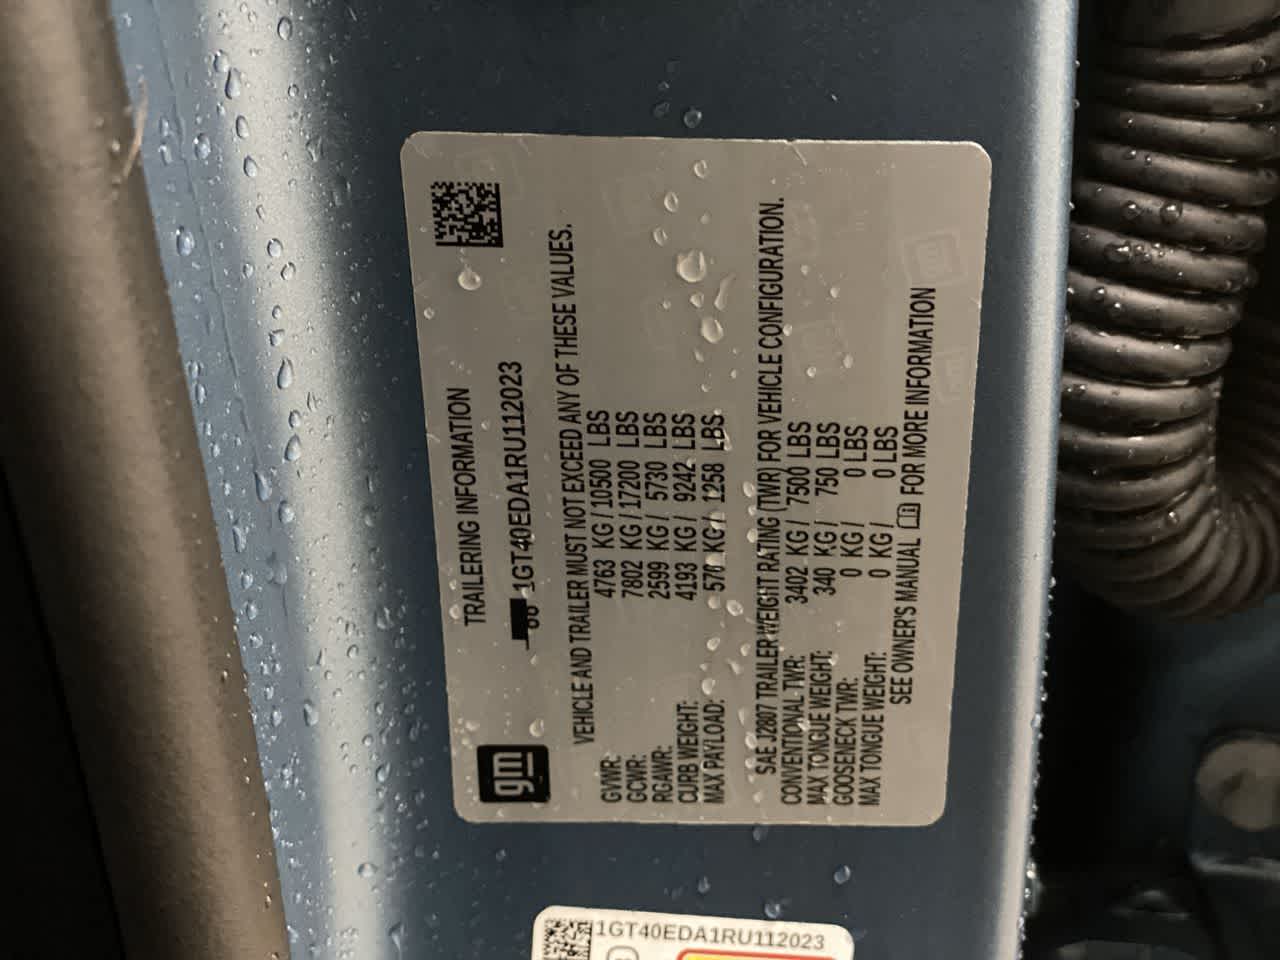 gm
TRAILERING INFORMATION
1GT40EDA1RU112023
VEHICLE AND TRAILER MUST NOT EXCEED ANY OF THESE VALUES.
GVWR: 4763 KG / 10500 LBS
GCWR: 7802 KG / 17200 LBS
RGAWR: 2599 KG / 5730 LBS
CURB WEIGHT: 4193 KG / 9242 LBS
MAX PAYLOAD: KG / 1258 LBS
SAE J2807 TRAILER WEIGHT RATING (TWR) FOR VEHICLE CONFIGURATION.
CONVENTIONAL TWR: 3402 KG / 7500 LBS
MAX TONGUE WEIGHT: 340 KG / 750 LBS
GOOSENECK TWR: 0 KG / 0 LBS
MAX TONGUE WEIGHT: 0 KG / 0 LBS
SEE OWNER'S MANUAL FOR MORE INFORMATION
1GT40EDA1RU112023